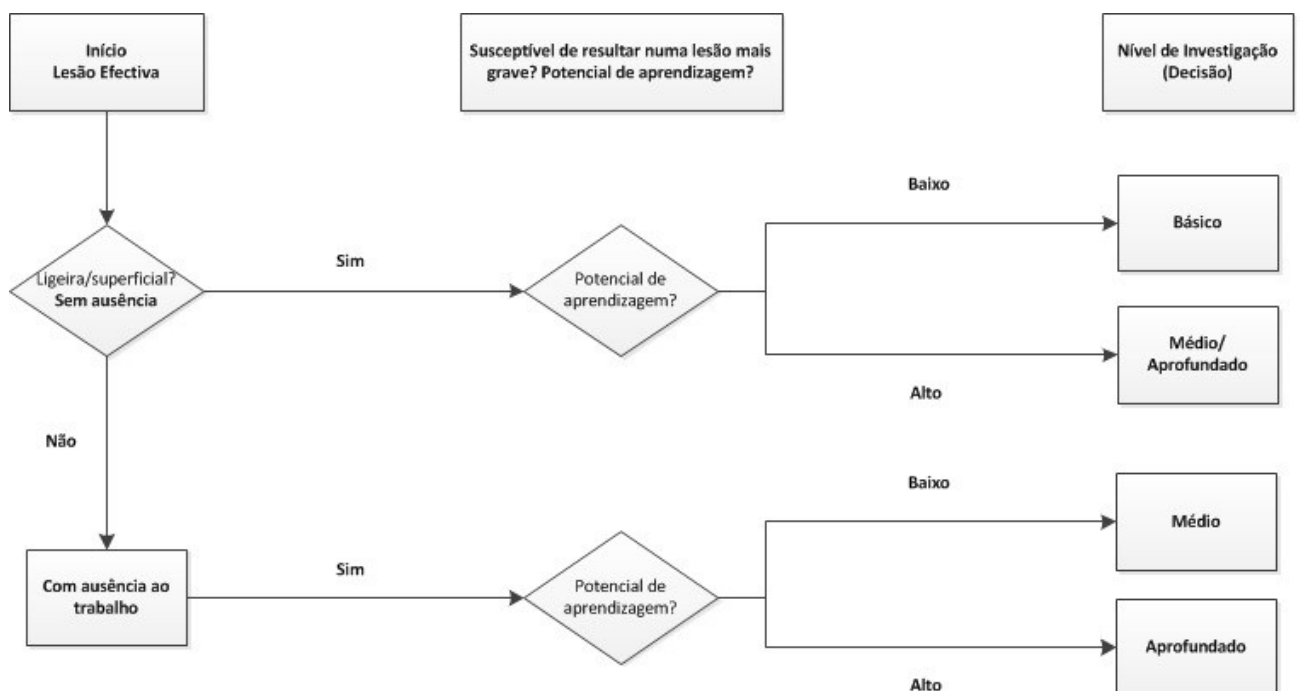 Início
Lesão Efectiva
Susceptível de resultar numa lesão mais
grave? Potencial de aprendizagem?
Nível de Investigação
(Decisão)
Baixo
Básico
Ligeira/superficial?
Sem ausência
Sim
Potencial de
aprendizagem?
Médio/
Aprofundado
Alto
Não
Baixo
Médio
Com ausência ao
trabalho
Sim
Potencial de
aprendizagem?
Aprofundado
Alto